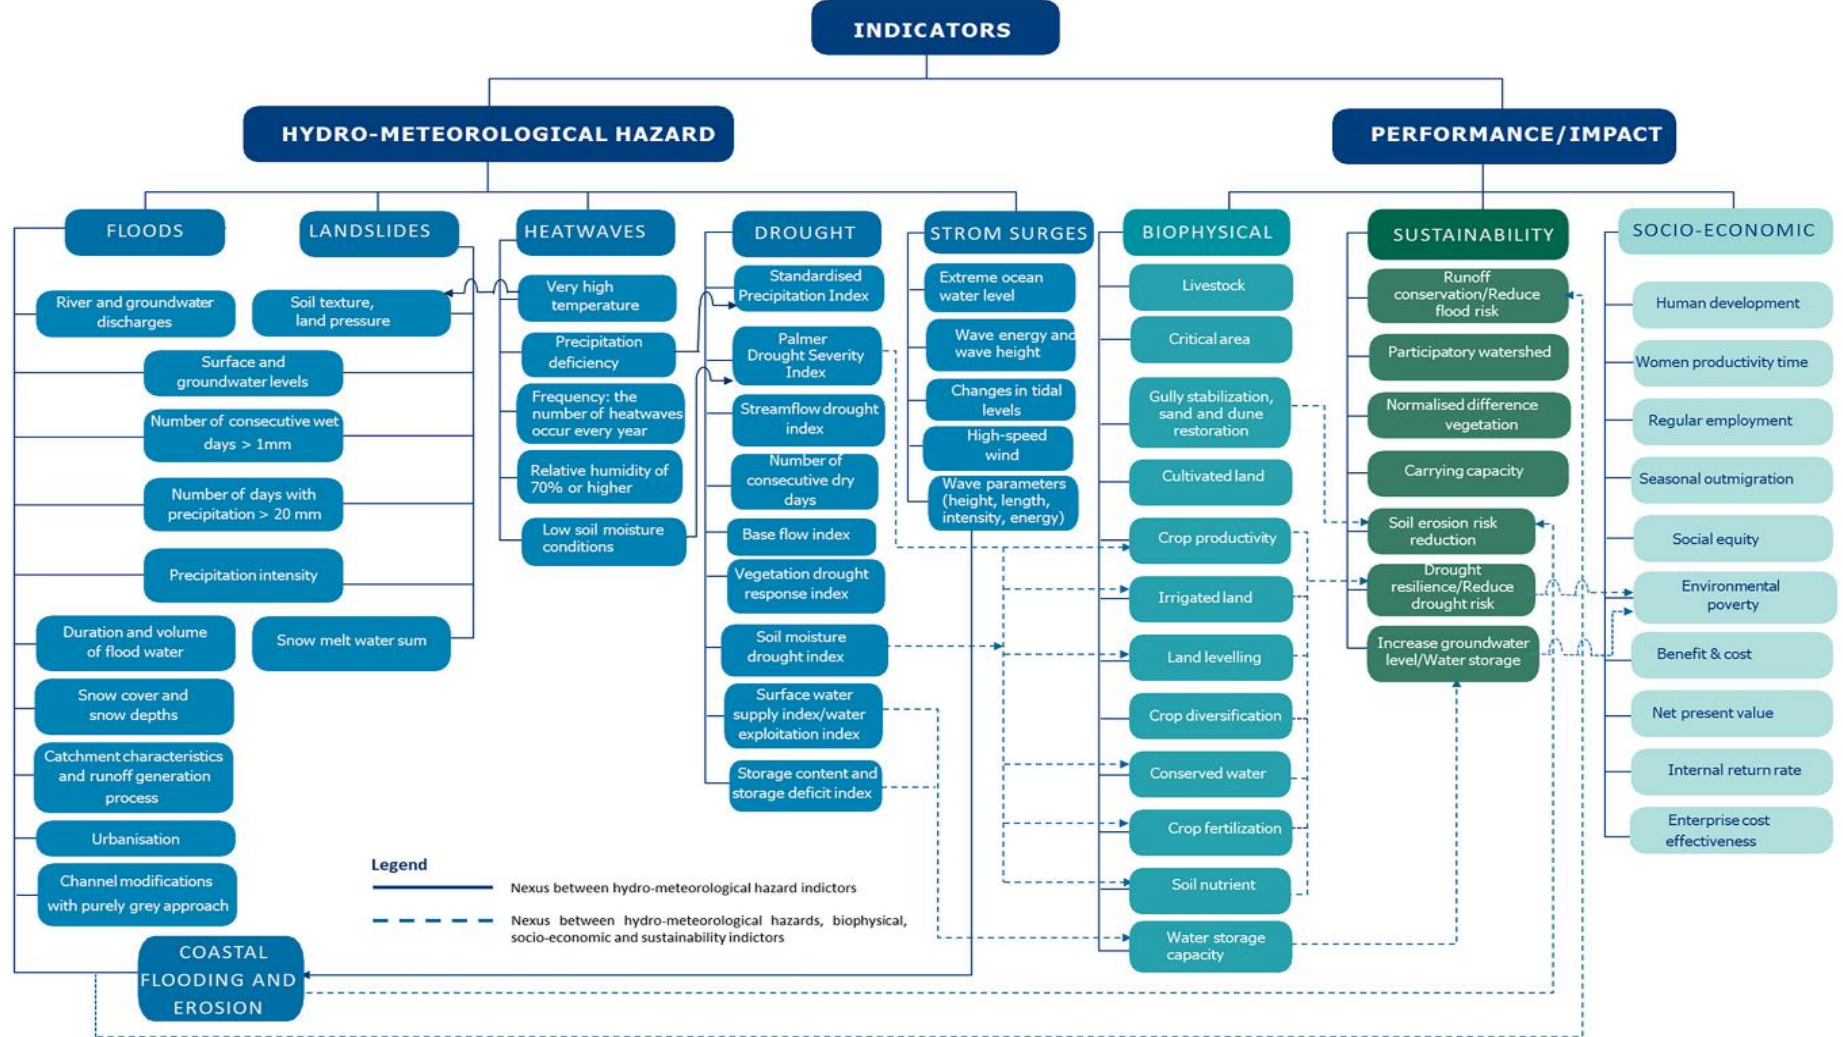 INDICATORS
HYDRO-METEOROLOGICAL HAZARD
PERFORMANCE/IMPACT
FLOODS
River and groundwater
discharges
LANDSLIDES
Soil texture,
land pressure
Surface and
groundwater levels
Number of consecutive wet
days > 1mm
Number of days with
precipitation > 20 mm
Precipitation intensity
Duration and volume
of flood water
Snow melt water sum
Snow cover and
snow depths
Catchment characteristics
and runoff generation
process
Urbanisation
Channel modifications
with purely grey approach
COASTAL
FLOODING AND
EROSION
HEATWAVES
Very high
temperature
Precipitation
deficiency
Frequency: the
number of heatwaves
occur every year
Relative humidity of
70% or higher
Low soil moisture
conditions
DROUGHT
Standardised
Precipitation Index
Palmer
Drought Severity
Index
Streamflow drought
index
Number of
consecutive dry
days
Base flow index
Vegetation drought
response index
Soil moisture
drought index
Surface water
supply index/water
exploitation index
Storage content and
storage deficit index
STROM SURGES
Extreme ocean
water level
Wave energy and
wave height
Changes in tidal
levels
High-speed
wind
Wave parameters
(height, length,
intensity, energy)
BIOPHYSICAL
Livestock
Critical area
Gully stabilization,
sand and dune
restoration
Cultivated land
Crop productivity
Irrigated land
Land levelling
Crop diversification
Conserved water
Crop fertilization
Soil nutrient
Water storage
capacity
SUSTAINABILITY
Runoff
conservation/Reduce
flood risk
Participatory watershed
Normalised difference
vegetation
Carrying capacity
Soil erosion risk
reduction
Drought
resilience/Reduce
drought risk
Increase groundwater
level/Water storage
SOCIO-ECONOMIC
Human development
Women productivity time
Regular employment
Seasonal outmigration
Social equity
Environmental
poverty
Benefit & cost
Net present value
Internal return rate
Enterprise cost
effectiveness
Legend
Nexus between hydro-meteorological hazard indictors
Nexus between hydro-meteorological hazards, biophysical,
socio-economic and sustainability indictors